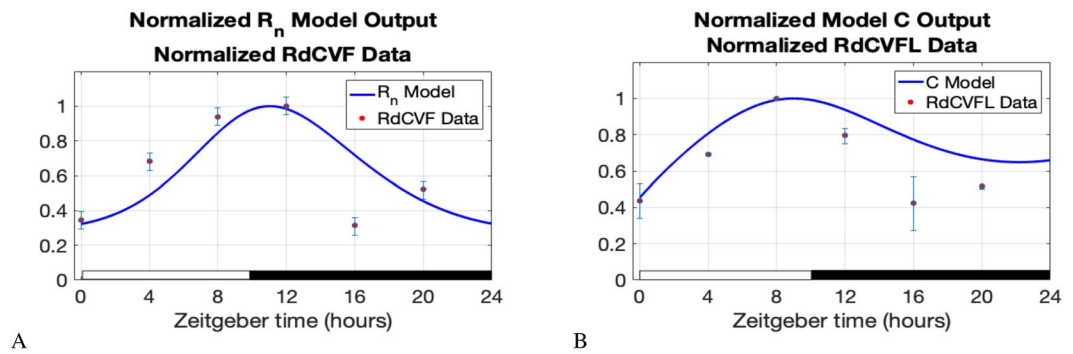 Normalized Rn Model Output
Normalized RdCVF Data
1
0.8
0.6
0.4
0.2
0
Rn Model
RdCVF Data
0 4 8 12 16 20 24
Zeitgeber time (hours)
A
Normalized Model C Output
Normalized RdCVFL Data
1
0.8
0.6
0.4
0.2
0
C Model
RdCVFL Data
0 4 8 12 16 20 24
Zeitgeber time (hours)
B